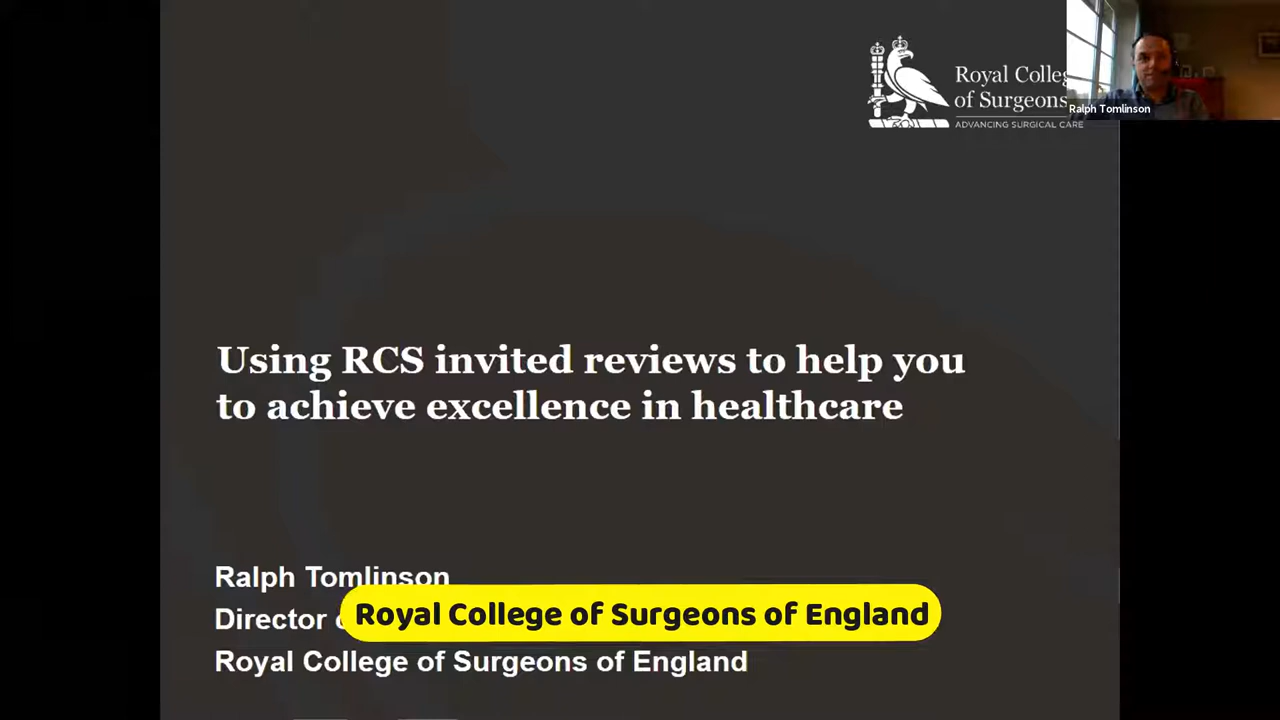 Royal Colle
of Surgeons
ADVANCING SURGICAL CARE
Ralph Tomlinson
Using RCS invited reviews to help you
to achieve excellence in healthcare
Ralph Tomlinson
Director
Royal College of Surgeons of England
Royal College of Surgeons of England